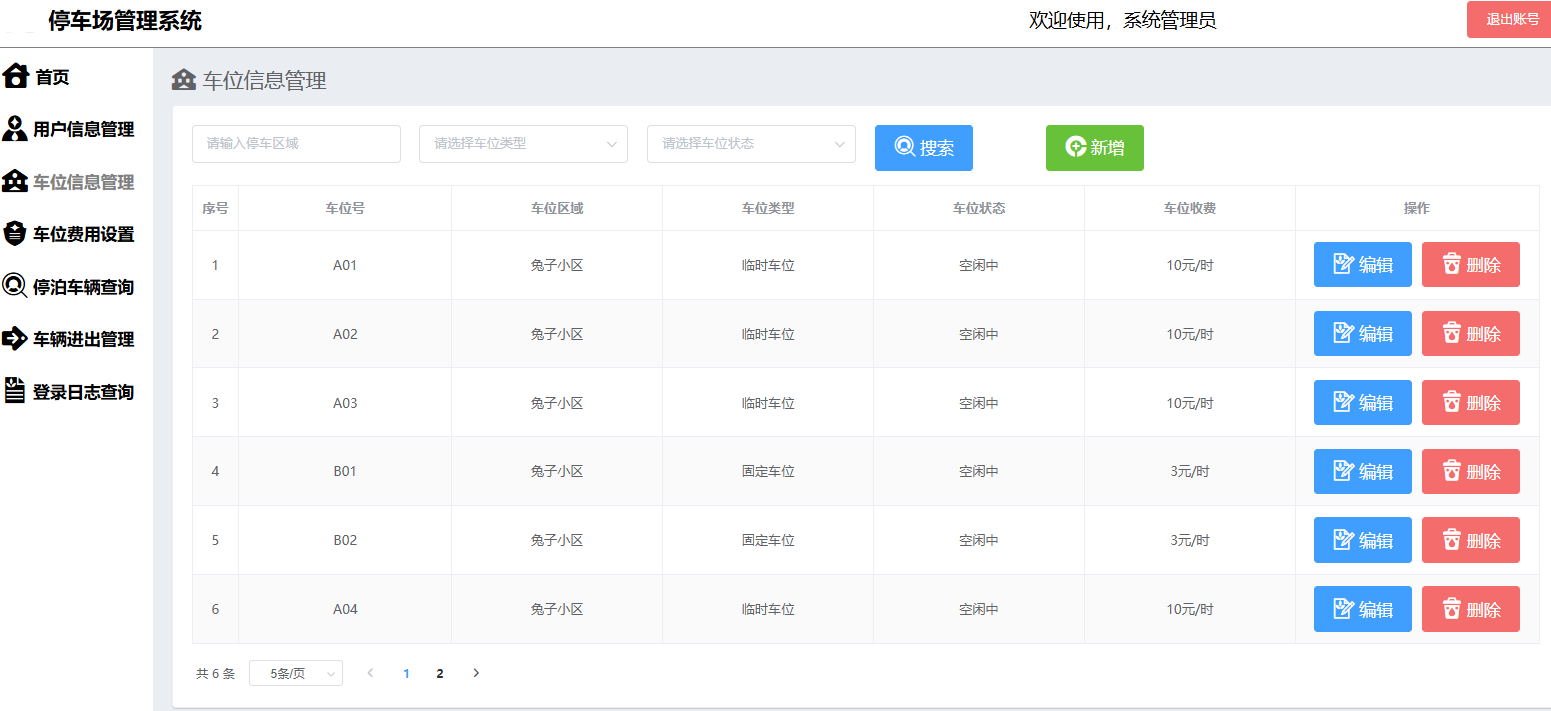 停车场管理系统 欢迎使用，系统管理员 退出账号
首页
用户信息管理
车位信息管理
车位费用设置
停泊车辆查询
车辆进出管理
登录日志查询
车位信息管理
请输入停车区域 请选择车位类型 请选择车位状态 搜索 新增
序号 车位号 车位区域 车位类型 车位状态 车位收费 操作
1 A01 兔子小区 临时车位 空闲中 10元/时 编辑 删除
2 A02 兔子小区 临时车位 空闲中 10元/时 编辑 删除
3 A03 兔子小区 临时车位 空闲中 10元/时 编辑 删除
4 B01 兔子小区 固定车位 空闲中 3元/时 编辑 删除
5 B02 兔子小区 固定车位 空闲中 3元/时 编辑 删除
6 A04 兔子小区 临时车位 空闲中 10元/时 编辑 删除
共 6 条 5条/页 1 2